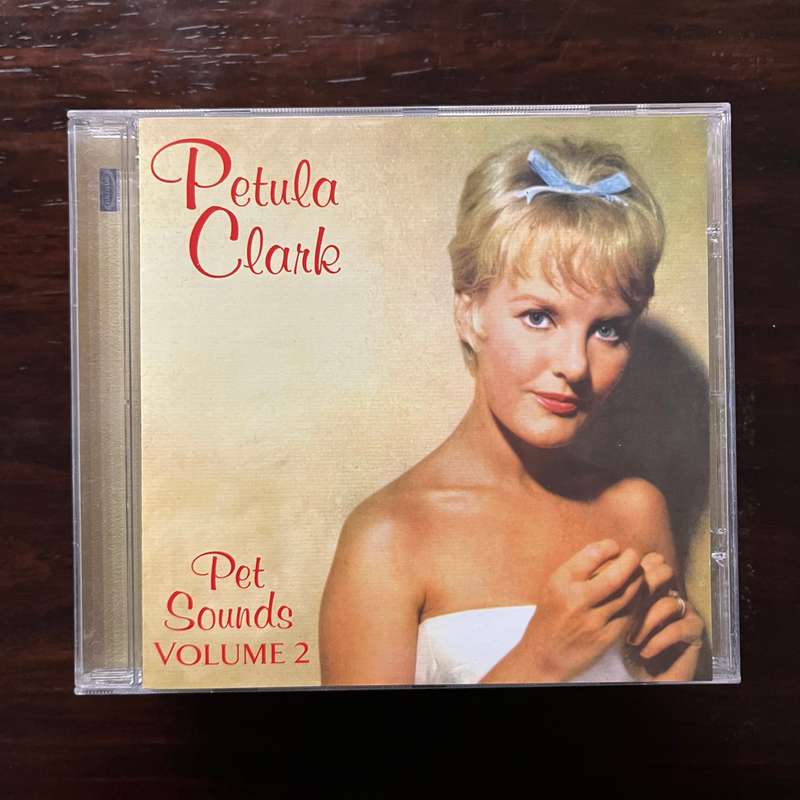 Petula
Clark
Pet
Sounds
VOLUME 2